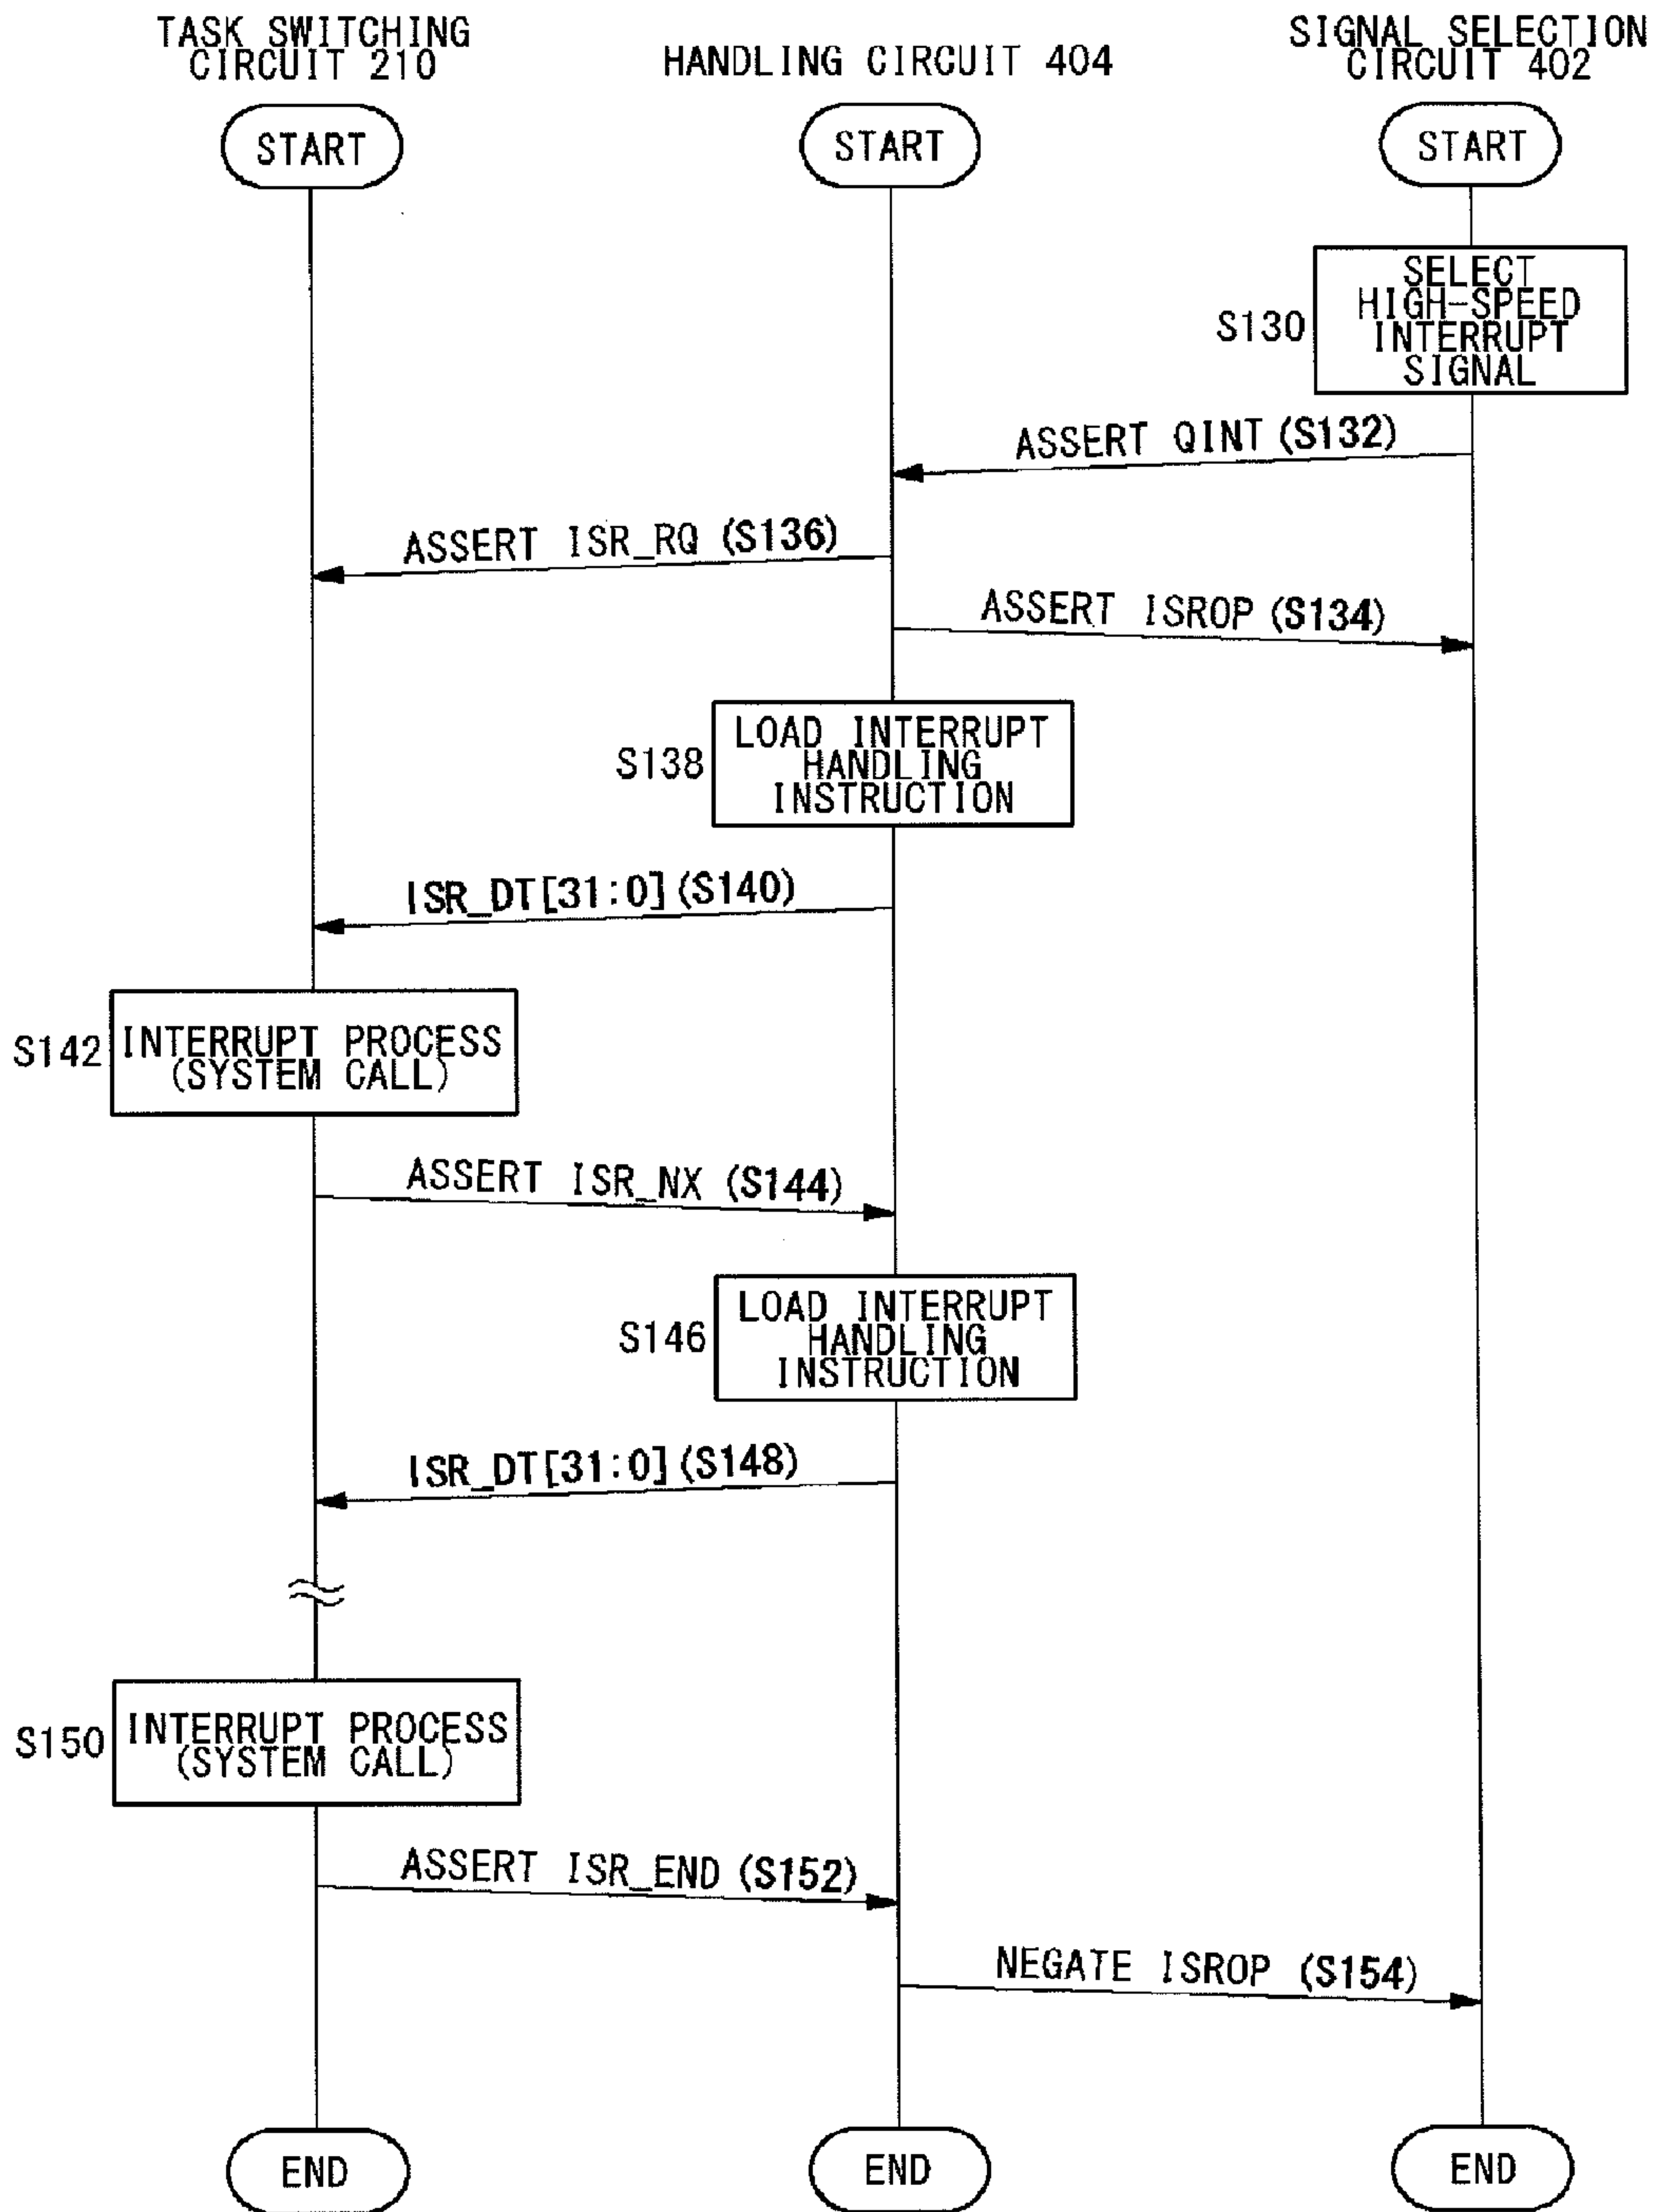 TASK SWITCHING
CIRCUIT 210
HANDLING CIRCUIT 404
SIGNAL SELECTION
CIRCUIT 402
START
START
START
S130
SELECT
HIGH-SPEED
INTERRUPT
SIGNAL
ASSERT QINT (S132)
ASSERT ISR_RQ (S136)
ASSERT ISROP (S134)
S138
LOAD INTERRUPT
HANDLING
INSTRUCTION
ISR_DT[31:0] (S140)
S142
INTERRUPT PROCESS
(SYSTEM CALL)
ASSERT ISR_NX (S144)
S146
LOAD INTERRUPT
HANDLING
INSTRUCTION
ISR_DT[31:0] (S148)
S150
INTERRUPT PROCESS
(SYSTEM CALL)
ASSERT ISR_END (S152)
NEGATE ISROP (S154)
END
END
END